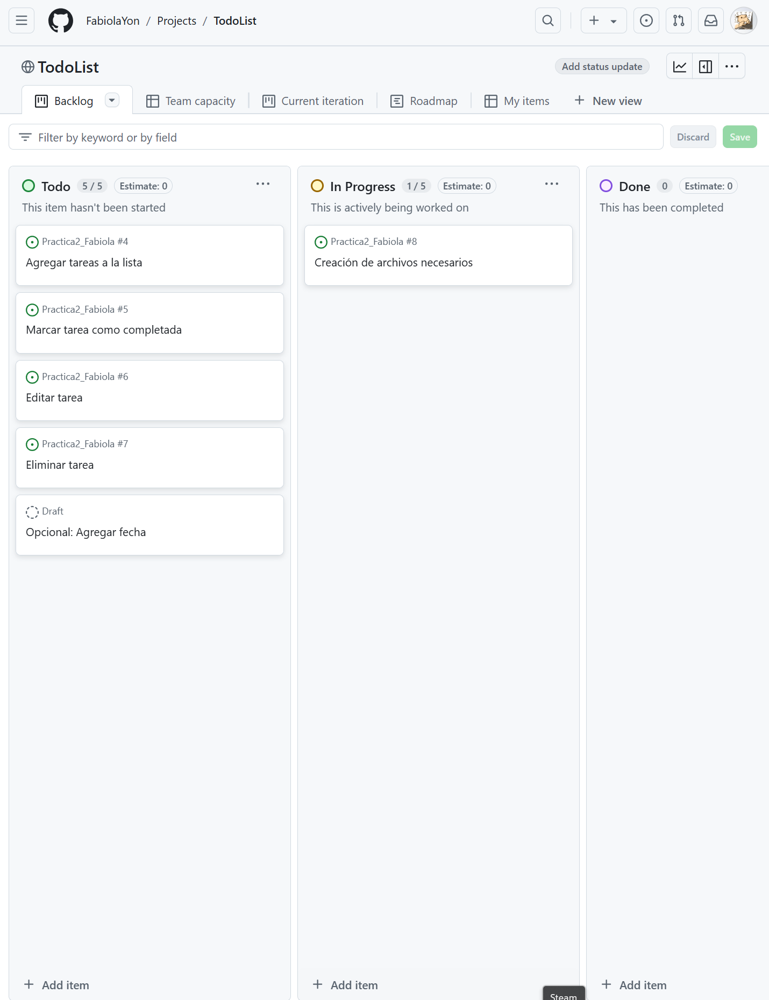 FabiolaYon / Projects / TodoList
TodoList
Add status update
Backlog
Team capacity
Current iteration
Roadmap
My items
New view
Filter by keyword or by field
Discard
Save
Todo 5 / 5 Estimate: 0
This item hasn't been started
Practica2_Fabiola #4
Agregar tareas a la lista
Practica2_Fabiola #5
Marcar tarea como completada
Practica2_Fabiola #6
Editar tarea
Practica2_Fabiola #7
Eliminar tarea
Draft
Opcional: Agregar fecha
Add item
In Progress 1 / 5 Estimate: 0
This is actively being worked on
Practica2_Fabiola #8
Creación de archivos necesarios
Add item
Steam
Done 0 Estimate: 0
This has been completed
Add item